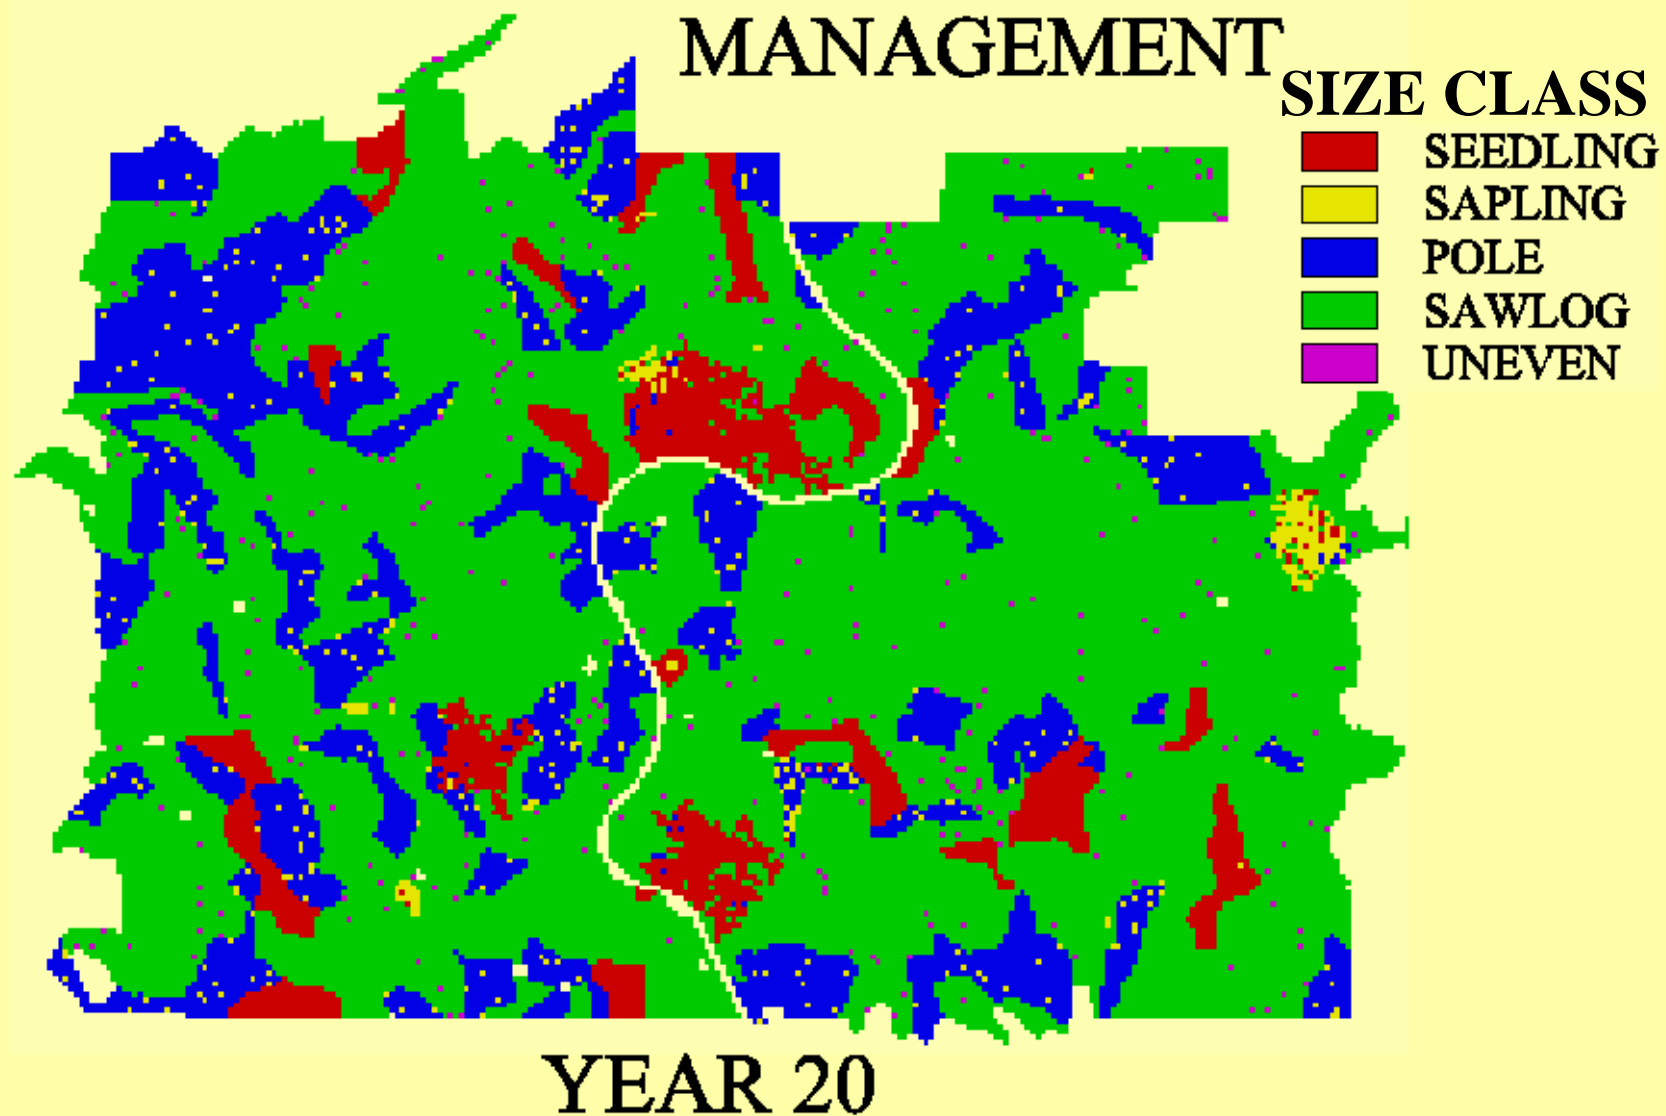 MANAGEMENT
SIZE CLASS
SEEDLING
SAPLING
POLE
SAWLOG
UNEVEN
YEAR 20